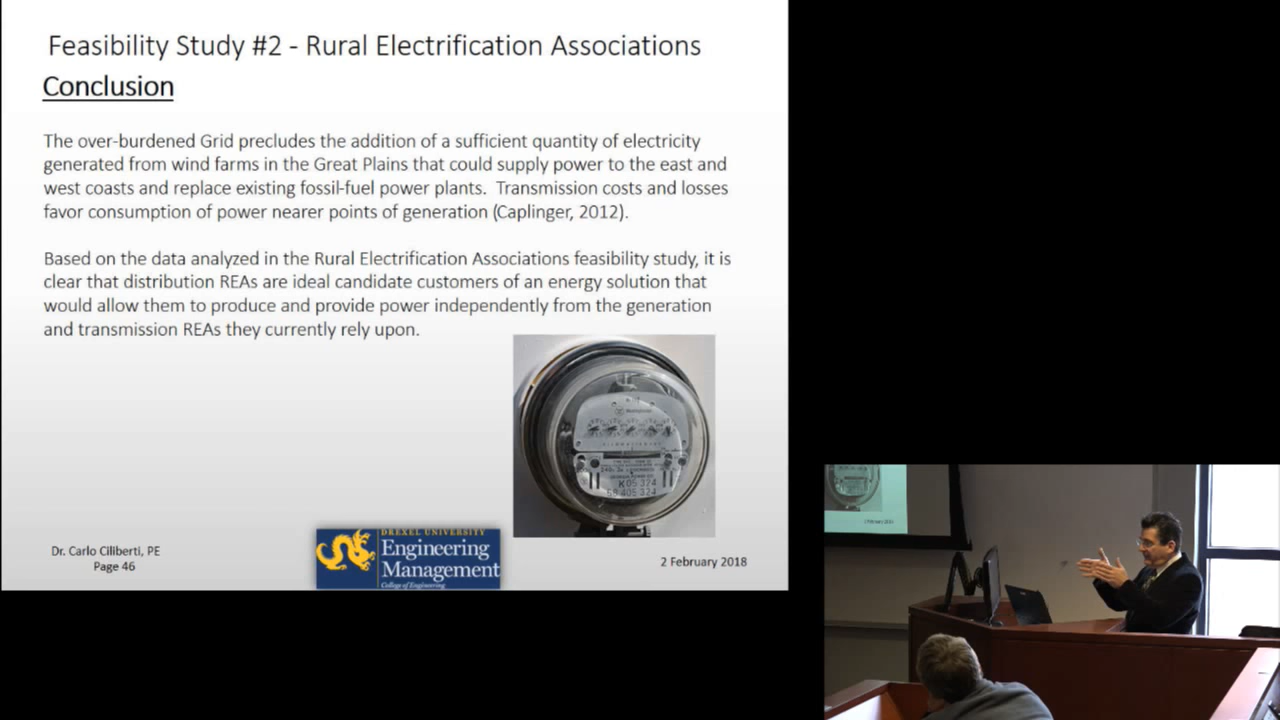 Feasibility Study #2 - Rural Electrification Associations
Conclusion
The over-burdened Grid precludes the addition of a sufficient quantity of electricity
generated from wind farms in the Great Plains that could supply power to the east and
west coasts and replace existing fossil-fuel power plants. Transmission costs and losses
favor consumption of power nearer points of generation (Caplinger, 2012).
Based on the data analyzed in the Rural Electrification Associations feasibility study, it is
clear that distribution REAs are ideal candidate customers of an energy solution that
would allow them to produce and provide power independently from the generation
and transmission REAs they currently rely upon.
Dr. Carlo Ciliberti, PE
Page 46
DREXEL UNIVERSITY
Engineering
Management
College of Engineering
2 February 2018